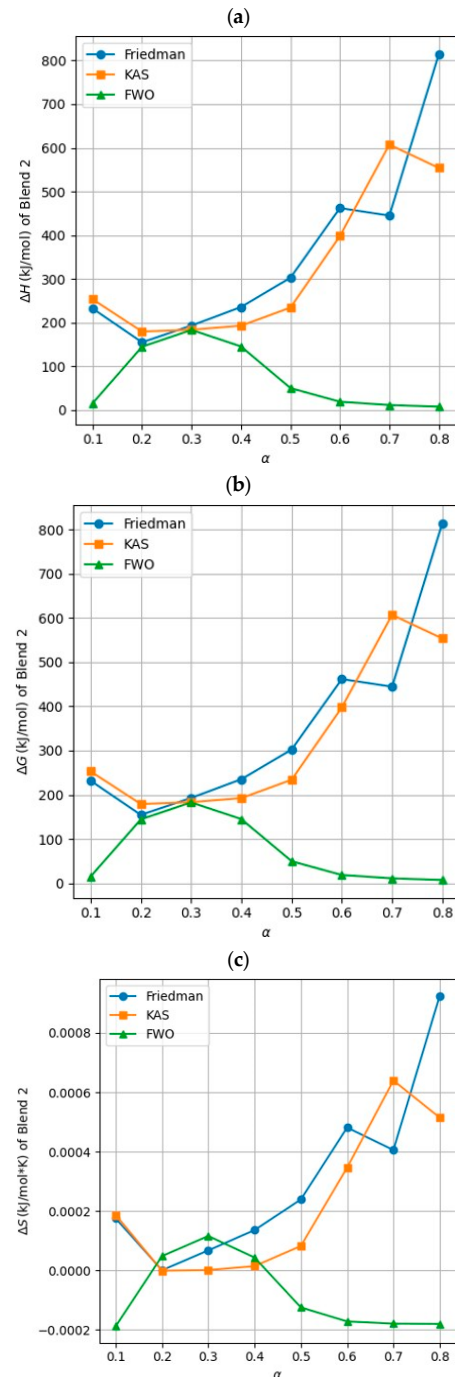 (a)
800
700
600
500
400
300
200
100
0
ΔH (kJ/mol) of Blend 2
Friedman
KAS
FWO
0.1 0.2 0.3 0.4 0.5 0.6 0.7 0.8
α
(b)
800
700
600
500
400
300
200
100
0
ΔG (kJ/mol) of Blend 2
Friedman
KAS
FWO
0.1 0.2 0.3 0.4 0.5 0.6 0.7 0.8
α
(c)
0.0008
0.0006
0.0004
0.0002
0.0000
−0.0002
ΔS (kJ/mol*K) of Blend 2
Friedman
KAS
FWO
0.1 0.2 0.3 0.4 0.5 0.6 0.7 0.8
α